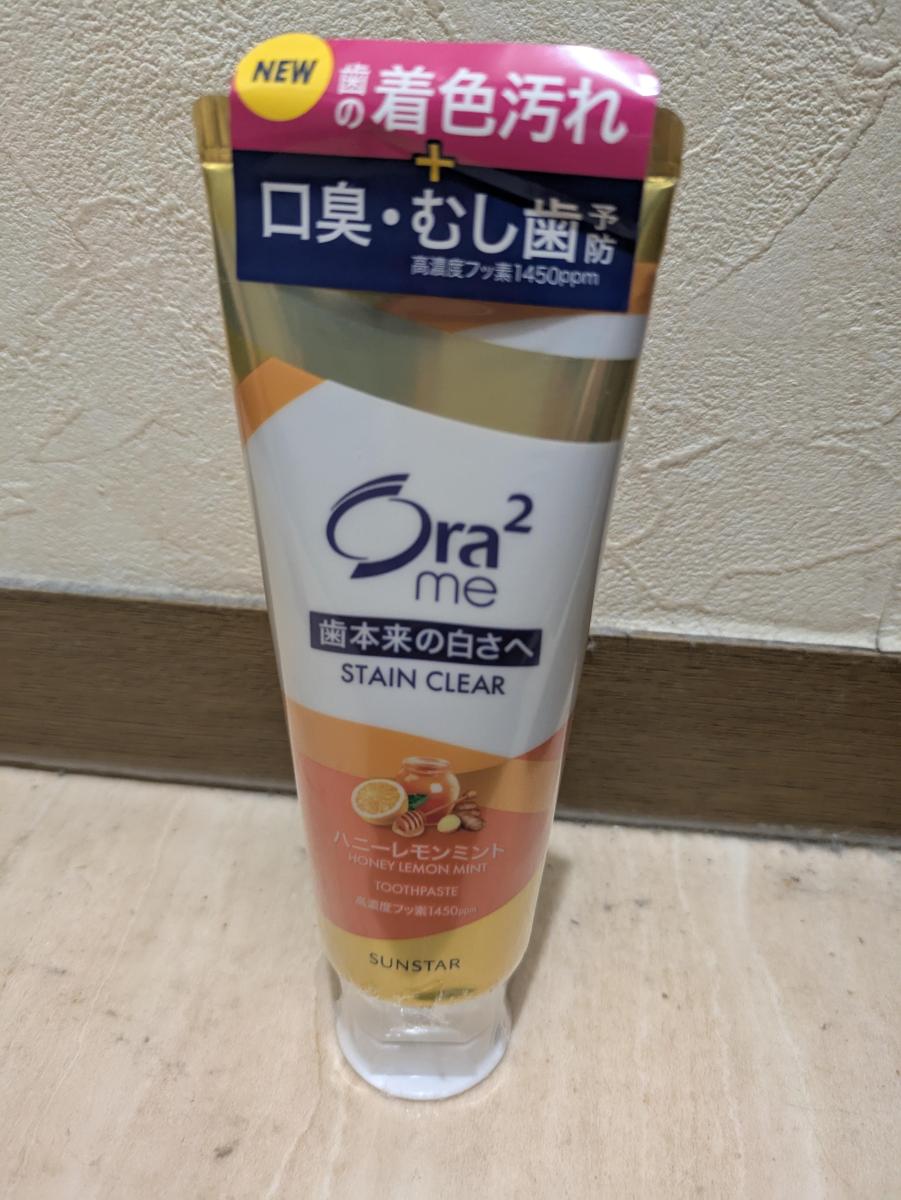 NEW
歯の着色汚れ
+
口臭・むし歯予防
高濃度フッ素1450ppm
Ora²
me
歯本来の白さへ
STAIN CLEAR
ハニーレモンミント
HONEY LEMON MINT
TOOTHPASTE
高濃度フッ素1450ppm
SUNSTAR